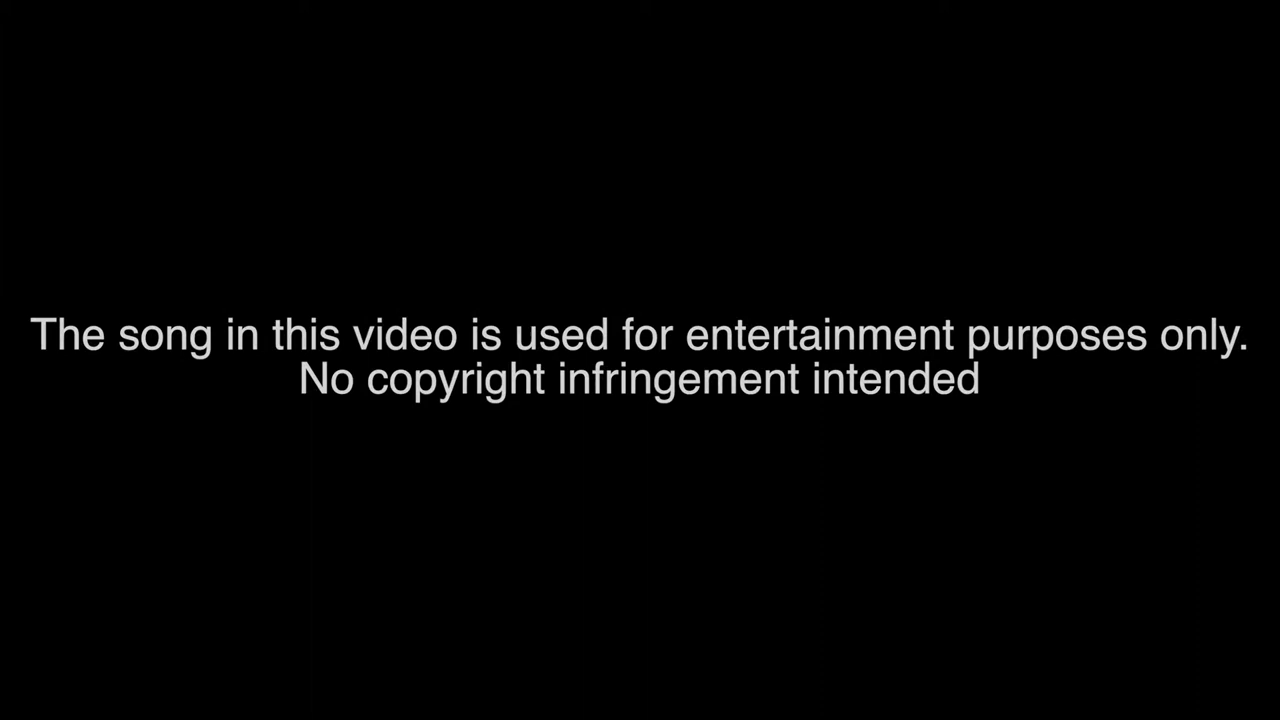 The song in this video is used for entertainment purposes only.
No copyright infringement intended